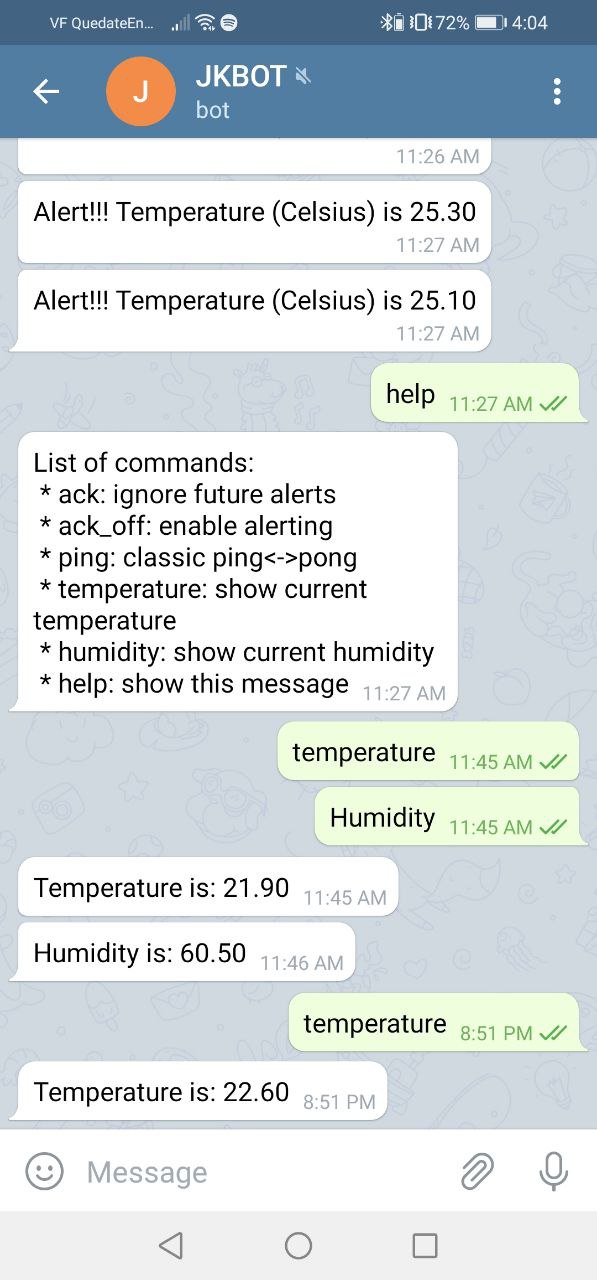 VF QuedateEn... 72% 4:04
J JKBOT
bot
11:26 AM
Alert!!! Temperature (Celsius) is 25.30
11:27 AM
Alert!!! Temperature (Celsius) is 25.10
11:27 AM
help 11:27 AM
List of commands:
* ack: ignore future alerts
* ack_off: enable alerting
* ping: classic ping<->pong
* temperature: show current
temperature
* humidity: show current humidity
* help: show this message 11:27 AM
temperature 11:45 AM
Humidity 11:45 AM
Temperature is: 21.90 11:45 AM
Humidity is: 60.50 11:46 AM
temperature 8:51 PM
Temperature is: 22.60 8:51 PM
Message